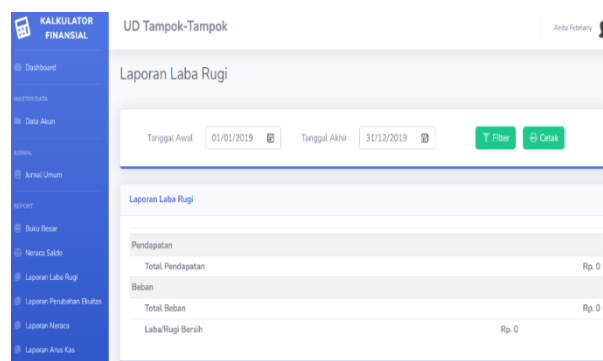 KALKULATOR
FINANSIAL
UD Tampok-Tampok
Anita Febriany
Dashboard
Laporan Laba Rugi
MASTER DATA
Data Akun
Tanggal Awal 01/01/2019 Tanggal Akhir 31/12/2019 Filter Cetak
JURNAL
Jurnal Umum
Laporan Laba Rugi
REPORT
Buku Besar
Neraca Saldo
Laporan Laba Rugi
Laporan Perubahan Ekuitas
Laporan Neraca
Laporan Arus Kas
Pendapatan
Total Pendapatan Rp. 0
Beban
Total Beban Rp. 0
Laba/Rugi Bersih Rp. 0